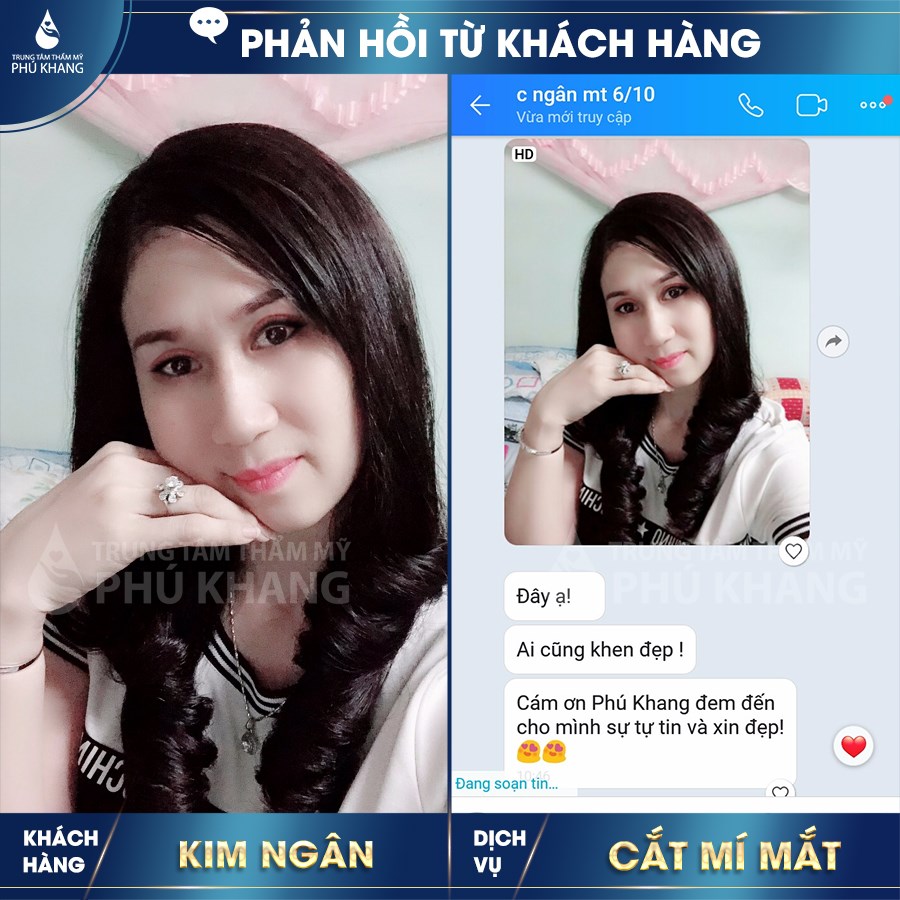 TRUNG TÂM THẨM MỸ
PHÚ KHANG
PHẢN HỒI TỪ KHÁCH HÀNG
c ngân mt 6/10
Vừa mới truy cập
HD
TRUNG TÂM THẨM MỸ
PHÚ KHANG
TRUNG TÂM THẨM MỸ
PHÚ KHANG
Đây ạ!
Ai cũng khen đẹp !
Cám ơn Phú Khang đem đến
cho mình sự tự tin và xin đẹp!
10:46
Đang soạn tin...
KHÁCH
HÀNG
KIM NGÂN
DỊCH
VỤ
CẮT MÍ MẮT